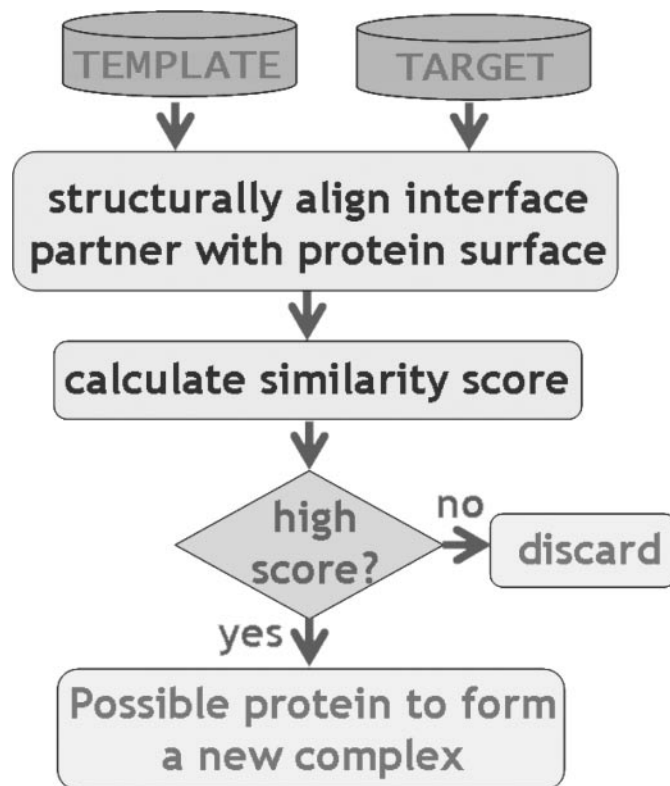 TEMPLATE
TARGET
structurally align interface
partner with protein surface
calculate similarity score
high
score?
no
discard
yes
Possible protein to form
a new complex